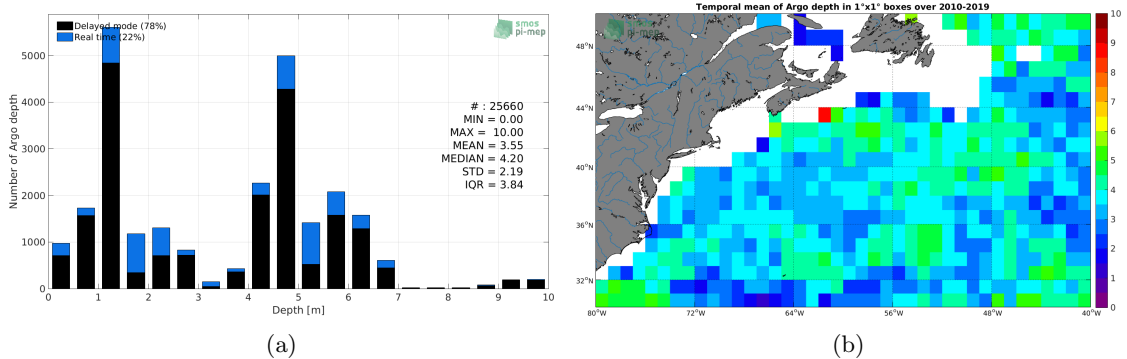 Delayed mode (78%)
Real time (22%)
smos
pi-mep
Number of Argo depth
5000
4000
3000
2000
1000
0
# : 25660
MIN = 0.00
MAX = 10.00
MEAN = 3.55
MEDIAN = 4.20
STD = 2.19
IQR = 3.84
0 1 2 3 4 5 6 7 8 9 10
Depth [m]
(a)
Temporal mean of Argo depth in 1°x1° boxes over 2010-2019
smos
pi-mep
48°N
44°N
40°N
36°N
32°N
80°W 72°W 64°W 56°W 48°W 40°W
10
9
8
7
6
5
4
3
2
1
0
(b)